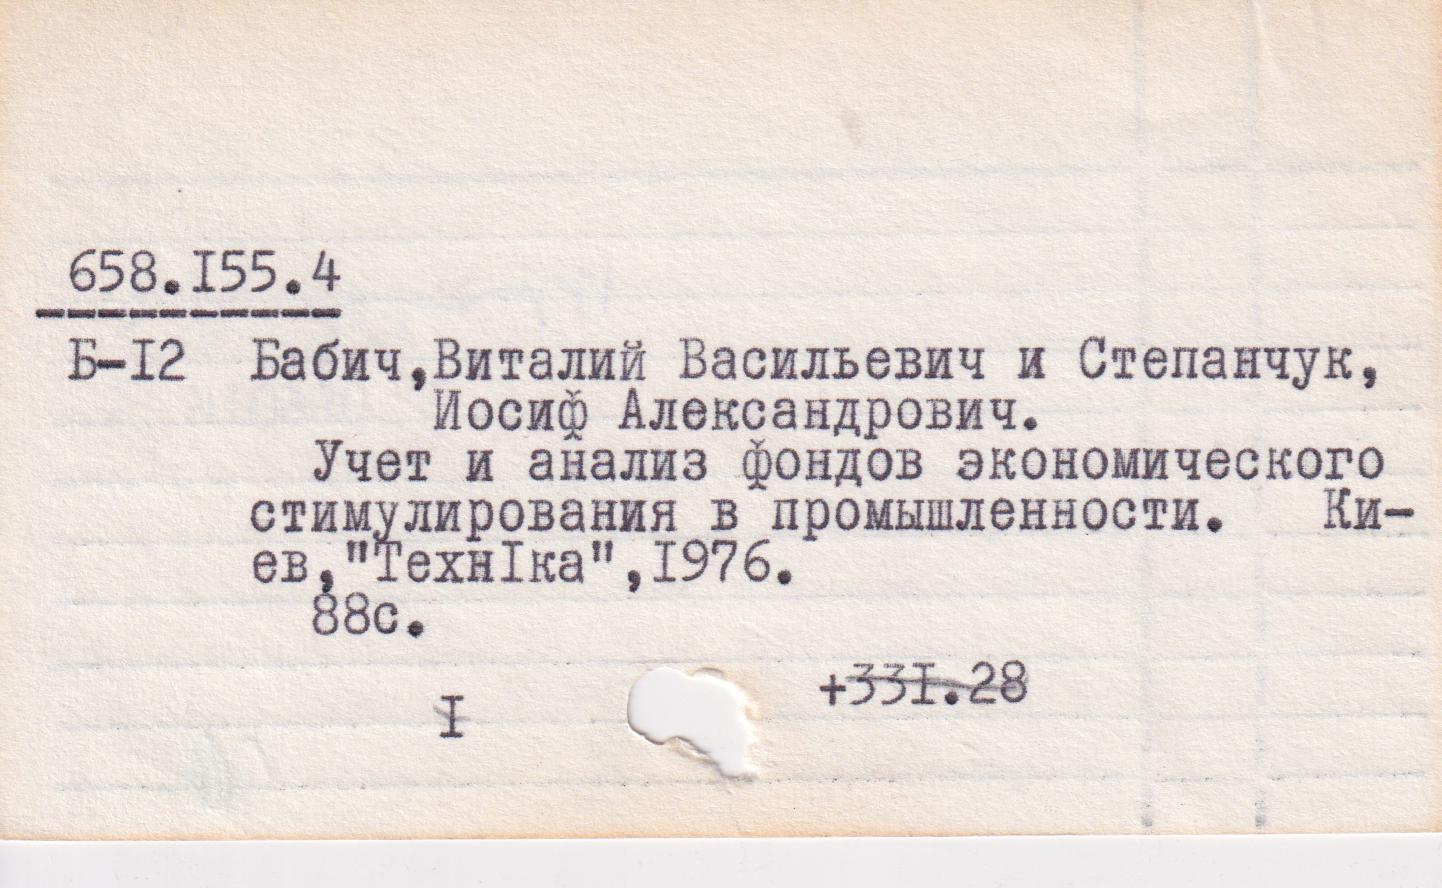 658.I55.4
----------
Б-I2 Бабич,Виталий Васильевич и Степанчук,
Иосиф Александрович.
Учет и анализ фондов экономического
стимулирования в промышленности. Ки-
ев,"ТехнIка",I976.
88с.
+33I.28
I